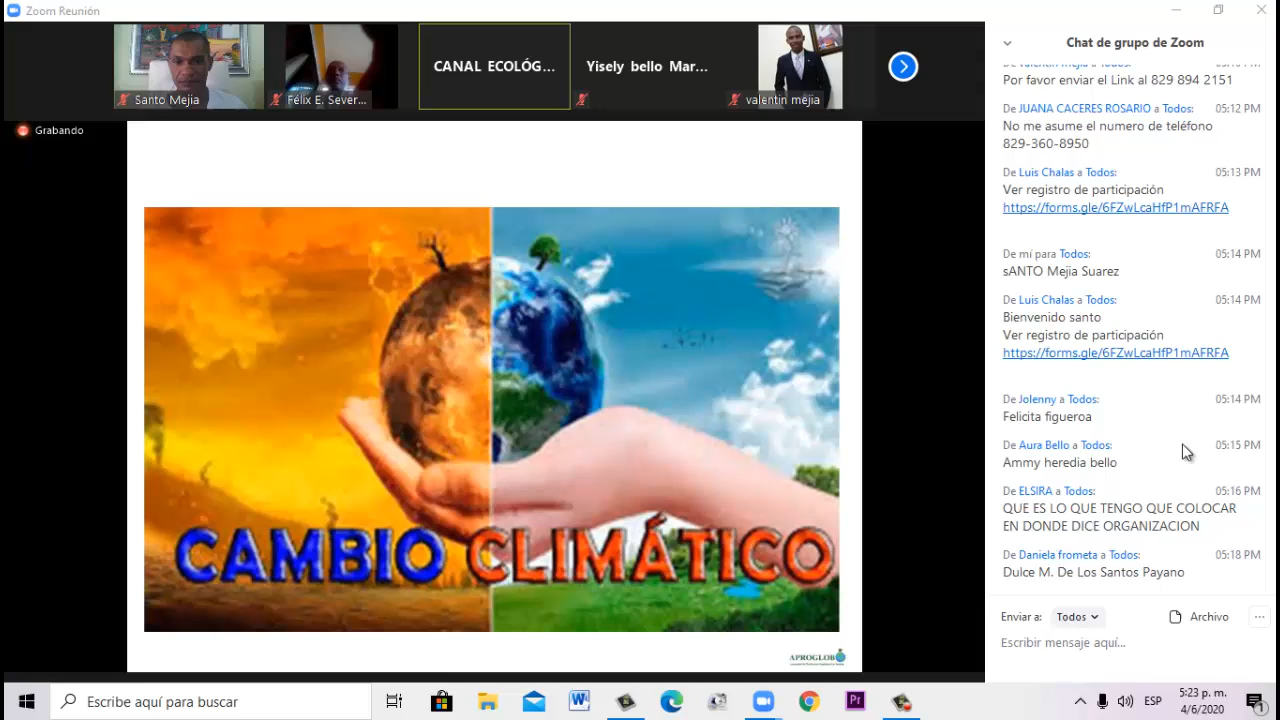 Zoom Reunión
Santo Mejia
Félix E. Sever...
CANAL ECOLÓG...
Yisely bello Mar...
valentin mejia
Grabando
CAMBIO CLIMÁTICO
APROGLOB
Chat de grupo de Zoom
Por favor enviar el Link al 829 894 2151
De JUANA CACERES ROSARIO a Todos: 05:12 PM
No me asume el numero de teléfono
829-360-8950
De Luis Chalas a Todos: 05:13 PM
Ver registro de participación
https://forms.gle/6FZwLcaHfP1mAFRFA
De mí para Todos: 05:14 PM
sANTO Mejia Suarez
De Luis Chalas a Todos: 05:14 PM
Bienvenido santo
Ver registro de participación
https://forms.gle/6FZwLcaHfP1mAFRFA
De Jolenny a Todos: 05:14 PM
Felicita figueroa
De Aura Bello a Todos: 05:15 PM
Ammy heredia bello
De ELSIRA a Todos: 05:16 PM
QUE ES LO QUE TENGO QUE COLOCAR
EN DONDE DICE ORGANIZACION
De Daniela frometa a Todos: 05:18 PM
Dulce M. De Los Santos Payano
Enviar a: Todos Archivo ...
Escribir mensaje aquí...
Escribe aquí para buscar
ESP
5:23 p. m.
4/6/2020